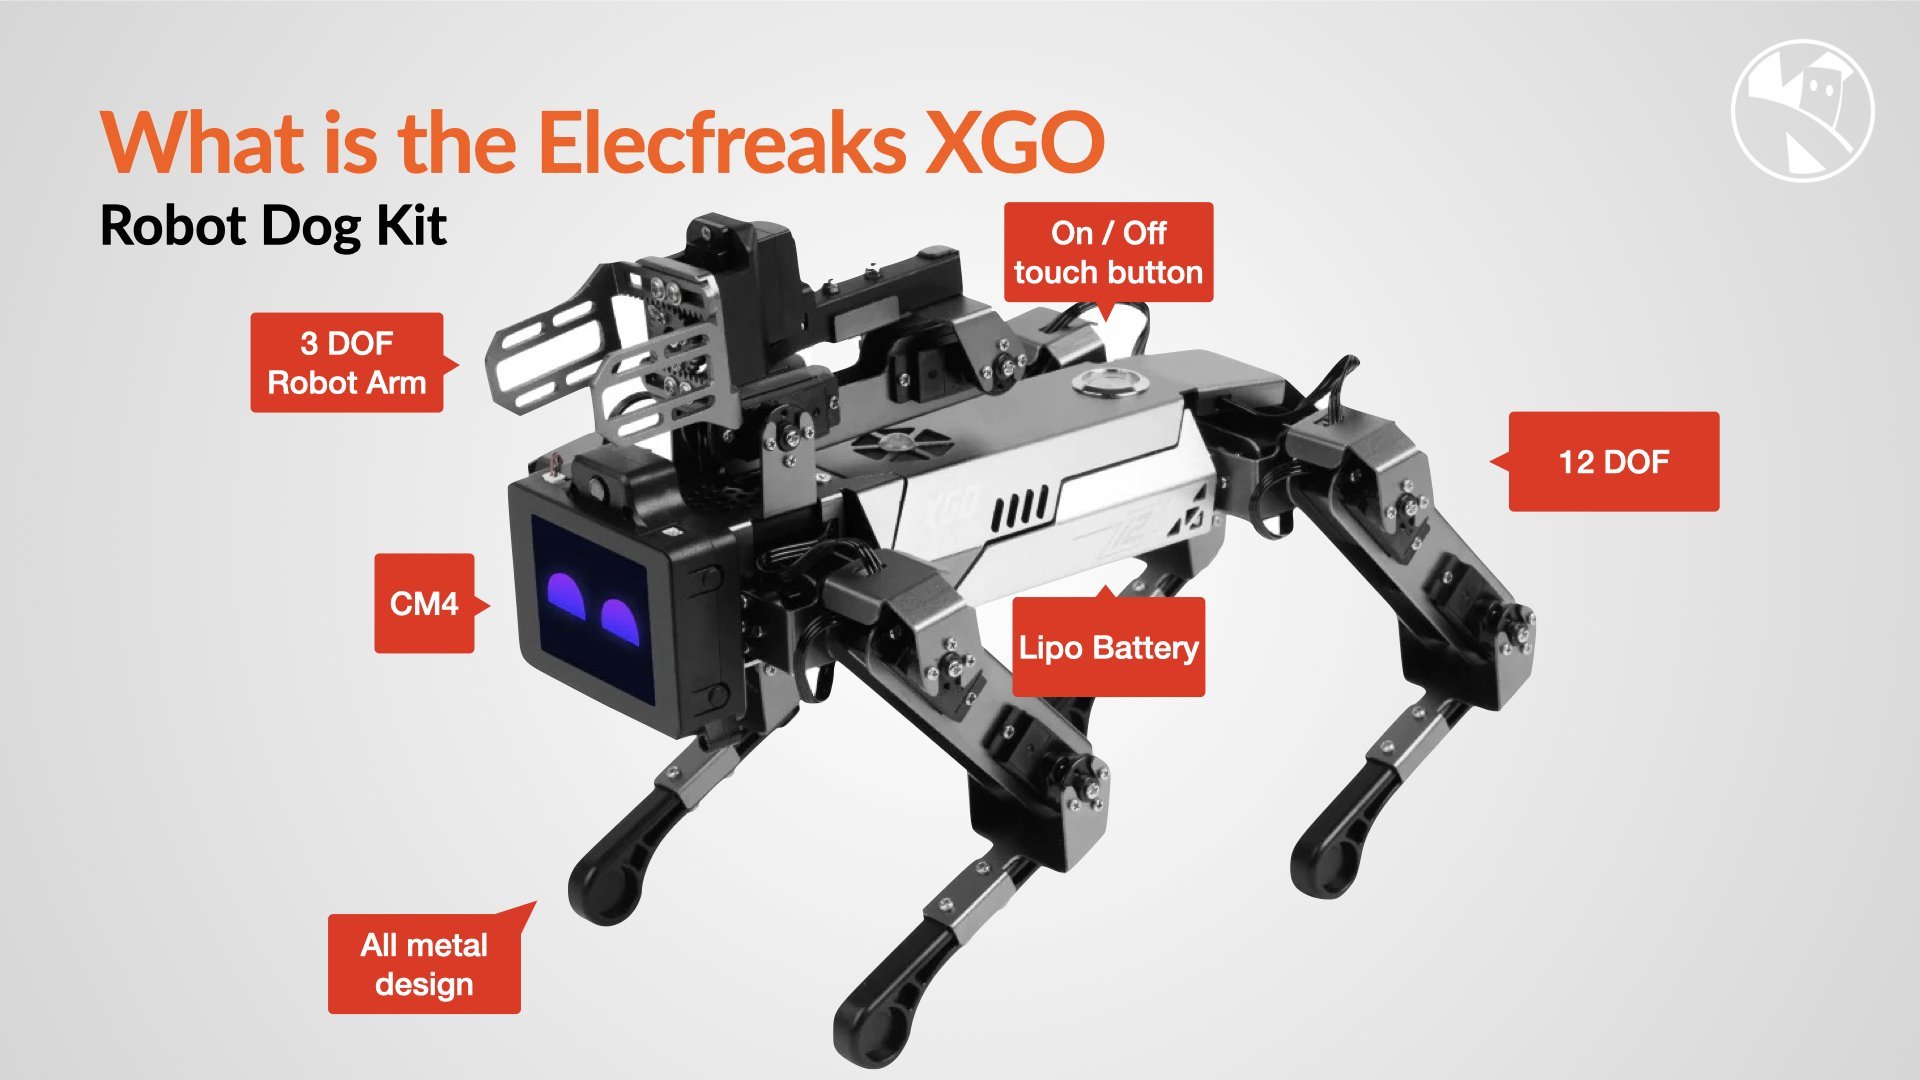 What is the Elecfreaks XGO
Robot Dog Kit
On / Off
touch button
3 DOF
Robot Arm
12 DOF
XGO
CM4
Lipo Battery
All metal
design